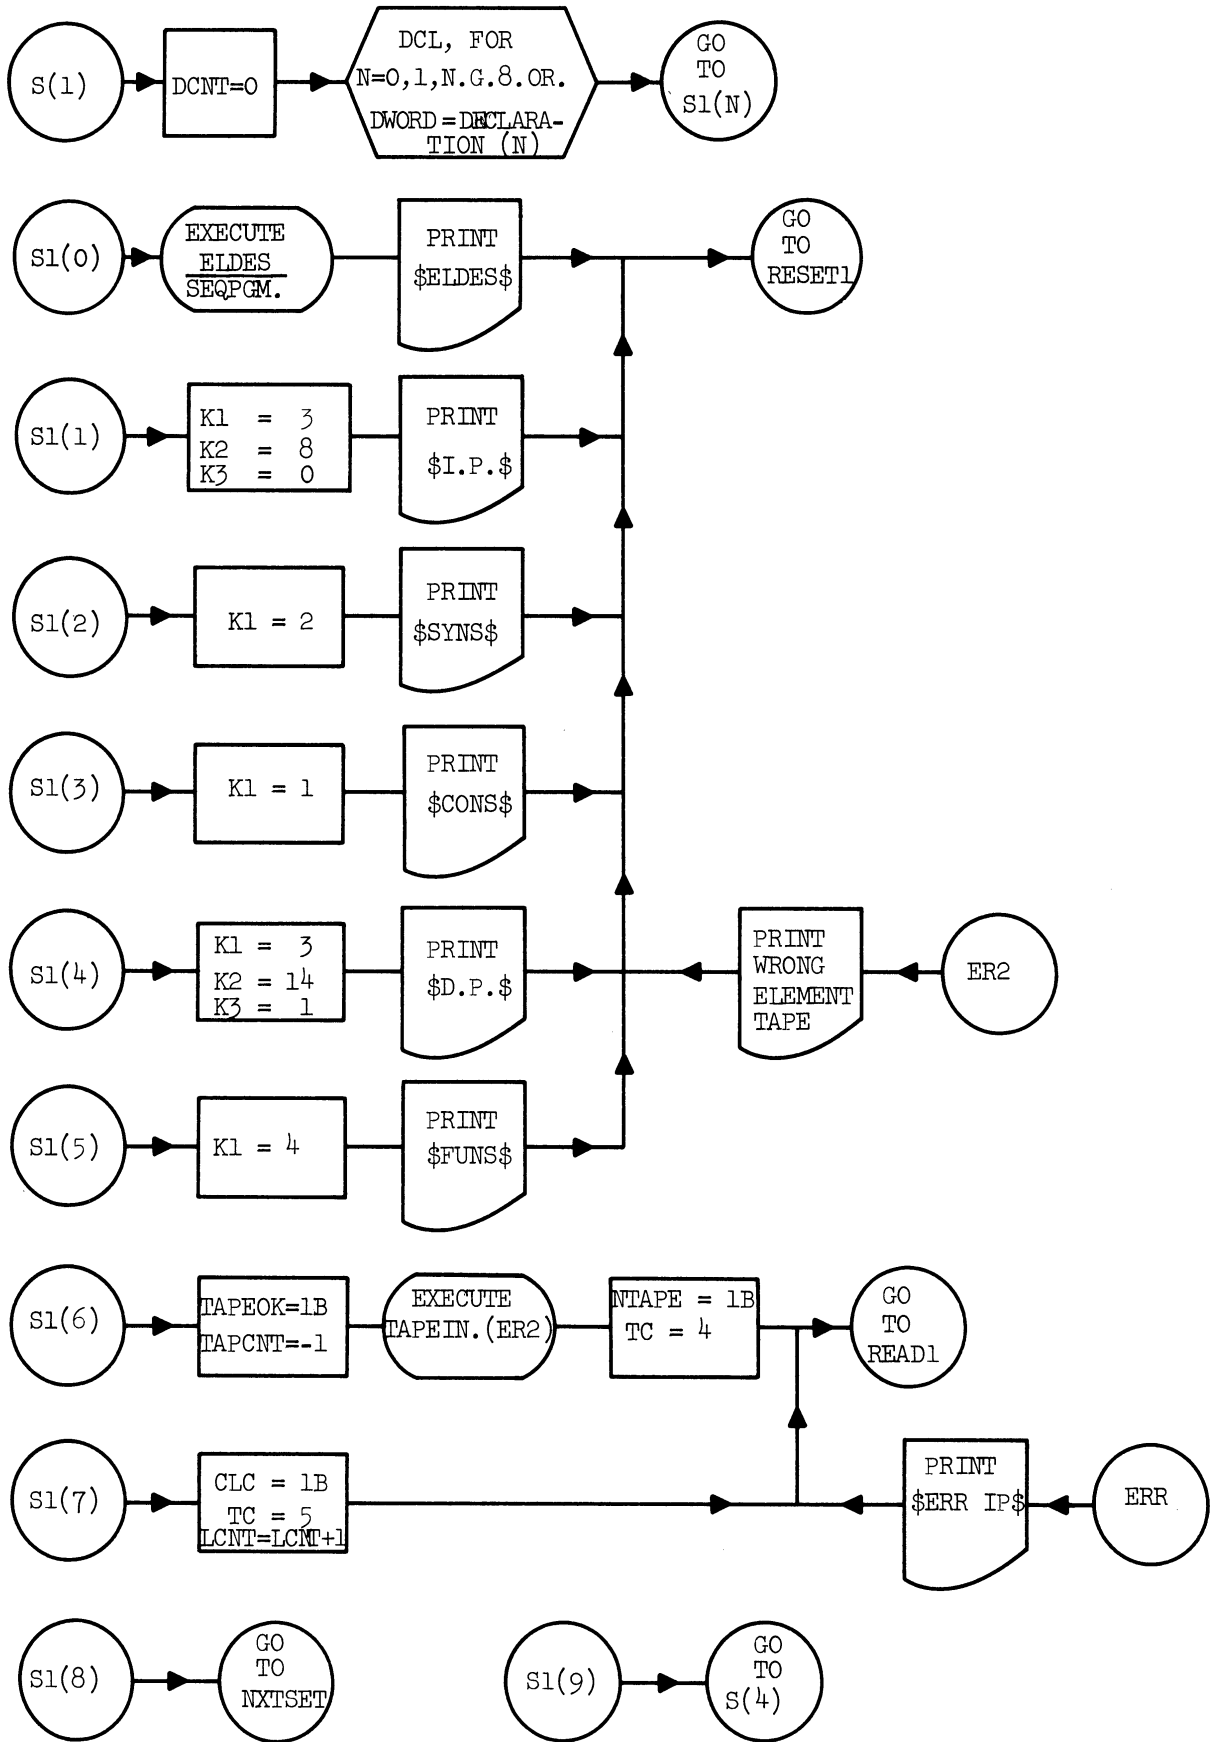 S(1)
DCNT=0
DCL, FOR
N=0,1,N.G.8.OR.
DWORD=DECLARA-
TION (N)
GO
TO
S1(N)
S1(0)
EXECUTE
ELDES
SEQPGM.
PRINT
$ELDES$
GO
TO
RESET1
S1(1)
K1 = 3
K2 = 8
K3 = 0
PRINT
$I.P.$
S1(2)
K1 = 2
PRINT
$SYNS$
S1(3)
K1 = 1
PRINT
$CONS$
S1(4)
K1 = 3
K2 = 14
K3 = 1
PRINT
$D.P.$
PRINT
WRONG
ELEMENT
TAPE
ER2
S1(5)
K1 = 4
PRINT
$FUNS$
S1(6)
TAPEOK=1B
TAPCNT=-1
EXECUTE
TAPEIN.(ER2)
NTAPE = 1B
TC = 4
GO
TO
READ1
S1(7)
CLC = 1B
TC = 5
LCNT=LCNT+1
PRINT
$ERR IP$
ERR
S1(8)
GO
TO
NXTSET
S1(9)
GO
TO
S(4)